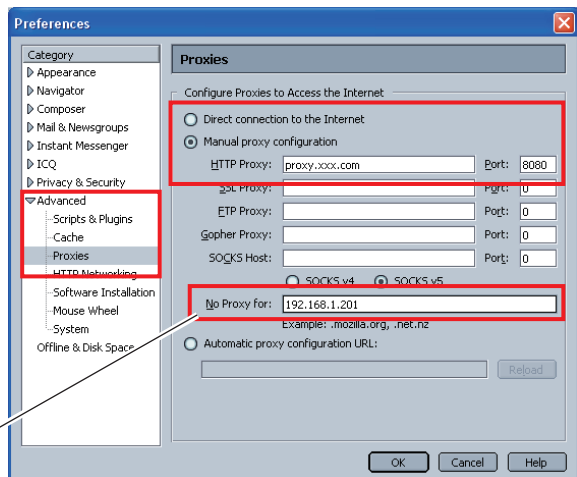 Preferences
Category
Appearance
Navigator
Composer
Mail & Newsgroups
Instant Messenger
ICQ
Privacy & Security
Advanced
Scripts & Plugins
Cache
Proxies
HTTP Networking
Software Installation
Mouse Wheel
System
Offline & Disk Space
Proxies
Configure Proxies to Access the Internet
Direct connection to the Internet
Manual proxy configuration
HTTP Proxy: proxy.xxx.com Port: 8080
SSL Proxy: Port: 0
FTP Proxy: Port: 0
Gopher Proxy: Port: 0
SOCKS Host: Port: 0
SOCKS v4 SOCKS v5
No Proxy for: 192.168.1.201
Example: .mozilla.org, .net.nz
Automatic proxy configuration URL:
Reload
OK Cancel Help